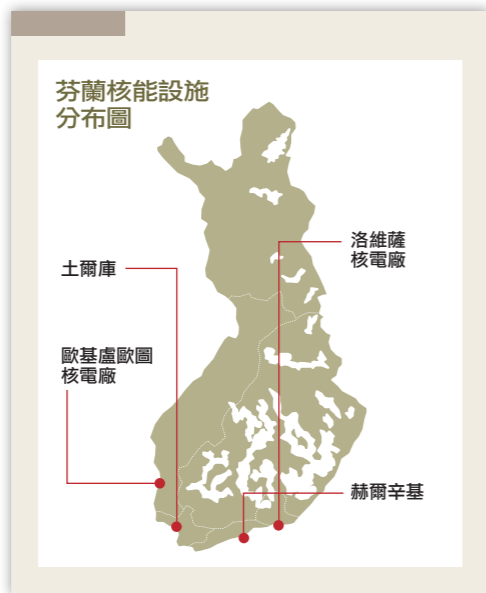 芬蘭核能設施
分布圖
洛維薩
核電廠
土爾庫
歐基盧歐圖
核電廠
赫爾辛基